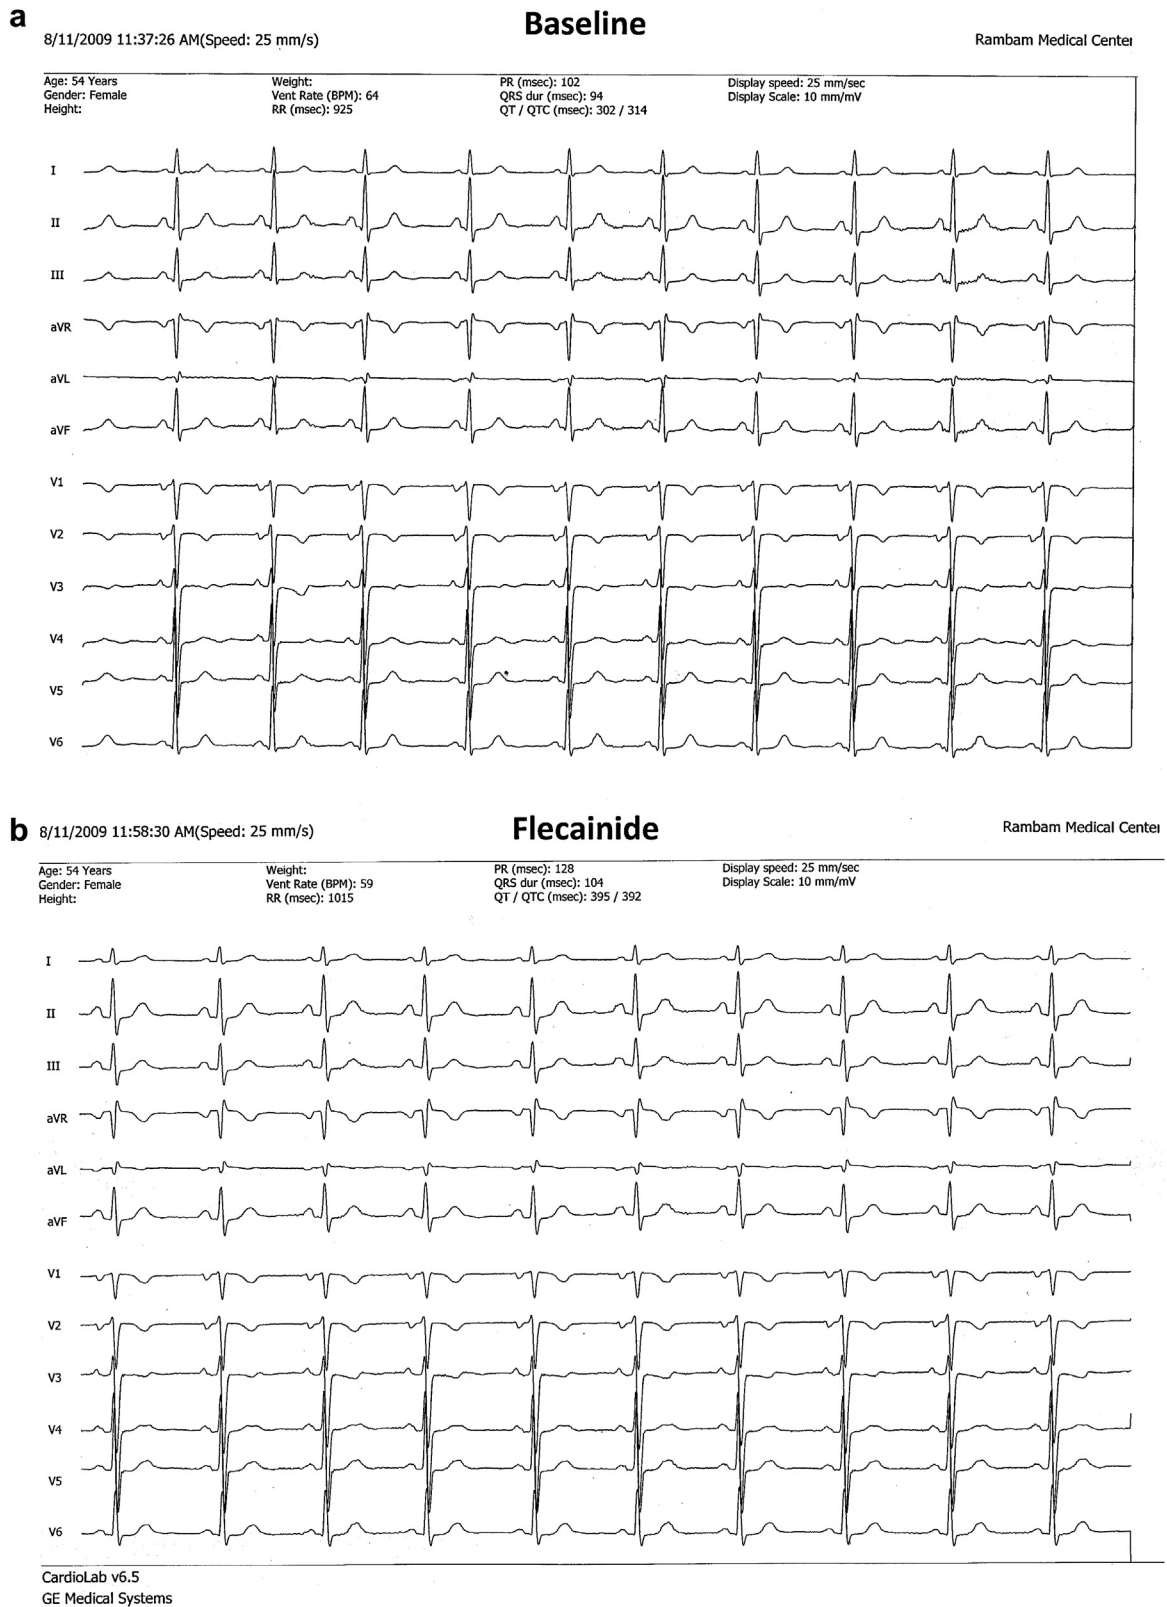 a
Baseline
8/11/2009 11:37:26 AM(Speed: 25 mm/s)
Rambam Medical Center
Age: 54 Years
Gender: Female
Height:
Weight:
Vent Rate (BPM): 64
RR (msec): 925
PR (msec): 102
QRS dur (msec): 94
QT / QTC (msec): 302 / 314
Display speed: 25 mm/sec
Display Scale: 10 mm/mV
I
II
III
aVR
aVL
aVF
V1
V2
V3
V4
V5
*
V6
b
Flecainide
8/11/2009 11:58:30 AM(Speed: 25 mm/s)
Rambam Medical Center
Age: 54 Years
Gender: Female
Height:
Weight:
Vent Rate (BPM): 59
RR (msec): 1015
PR (msec): 128
QRS dur (msec): 104
QT / QTC (msec): 395 / 392
Display speed: 25 mm/sec
Display Scale: 10 mm/mV
I
II
III
aVR
aVL
aVF
V1
V2
V3
V4
V5
V6
CardioLab v6.5
GE Medical Systems